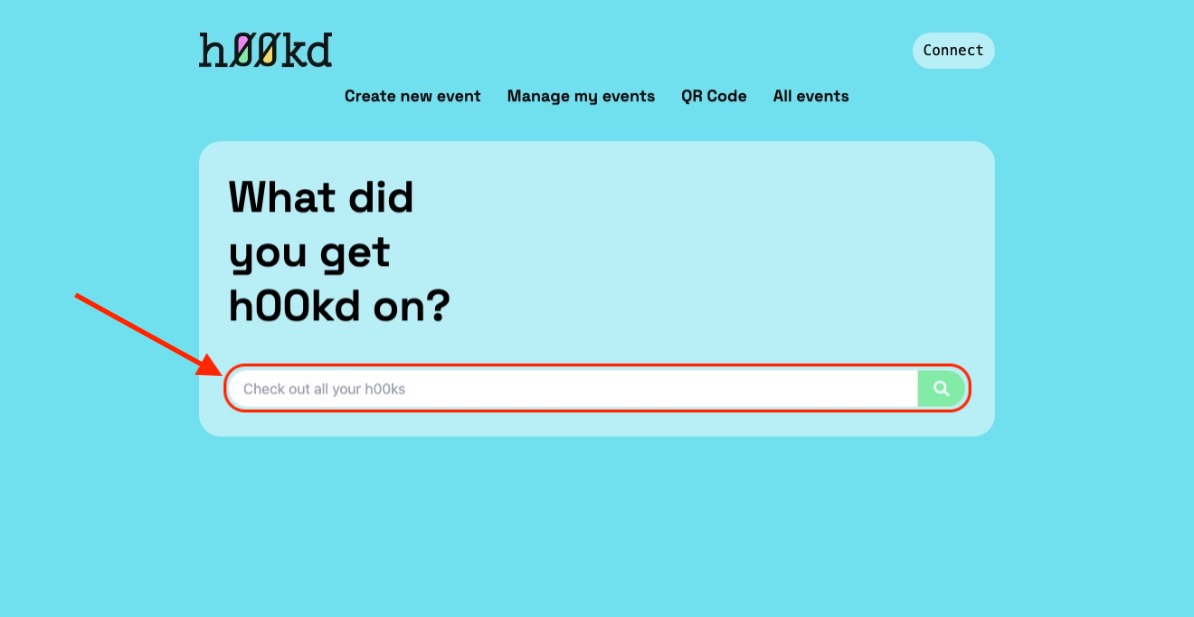 h00kd
Connect
Create new event Manage my events QR Code All events
What did
you get
h00kd on?
Check out all your h00ks